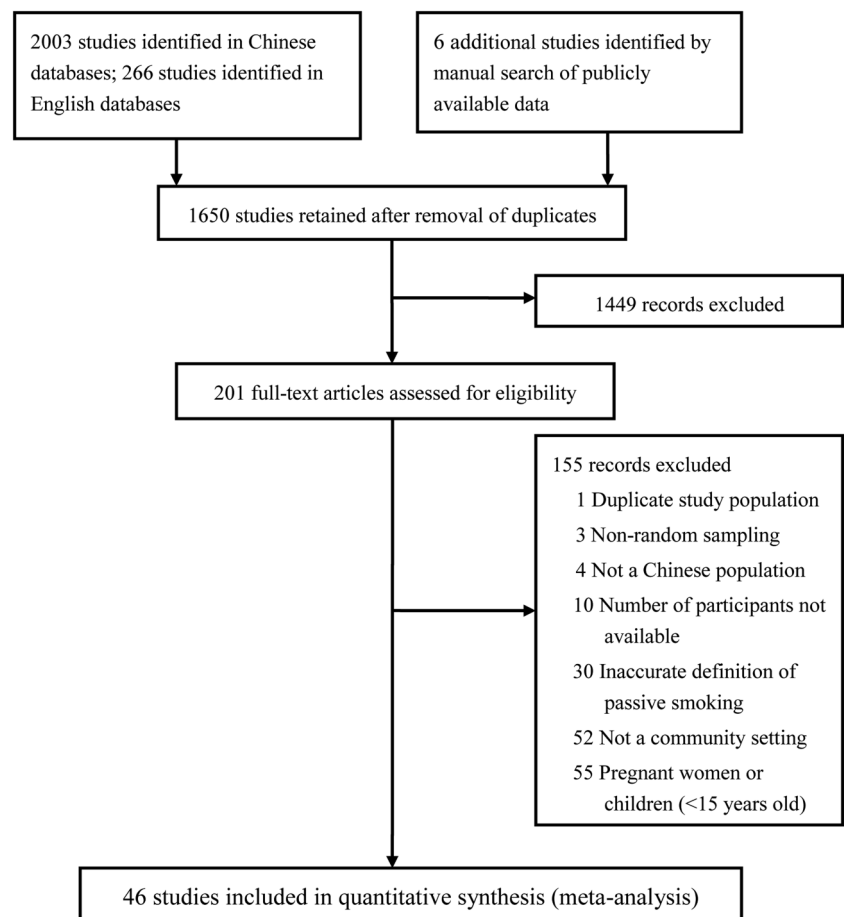 2003 studies identified in Chinese
databases; 266 studies identified in
English databases
6 additional studies identified by
manual search of publicly
available data
1650 studies retained after removal of duplicates
1449 records excluded
201 full-text articles assessed for eligibility
155 records excluded
1 Duplicate study population
3 Non-random sampling
4 Not a Chinese population
10 Number of participants not
available
30 Inaccurate definition of
passive smoking
52 Not a community setting
55 Pregnant women or
children (<15 years old)
46 studies included in quantitative synthesis (meta-analysis)